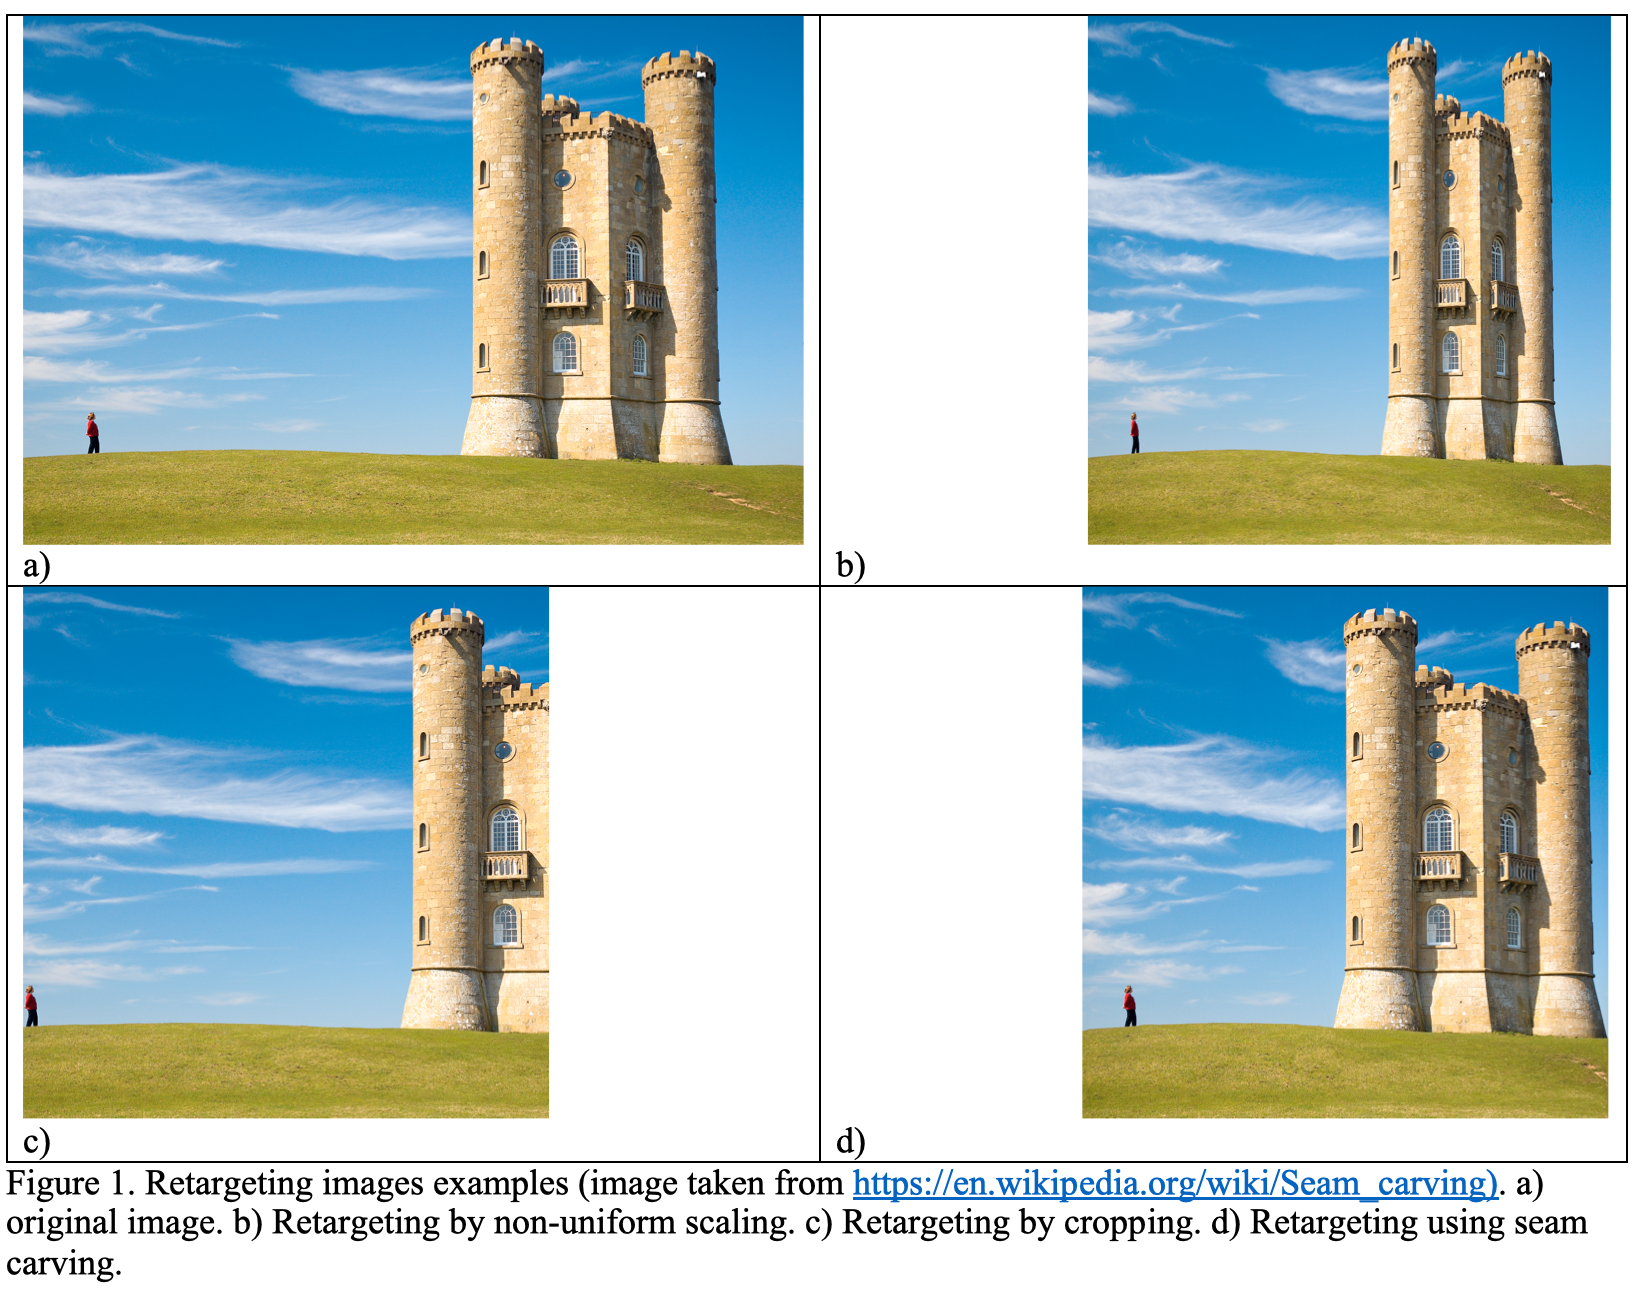 a)
b)
c)
d)
Figure 1. Retargeting images examples (image taken from https://en.wikipedia.org/wiki/Seam_carving). a)
original image. b) Retargeting by non-uniform scaling. c) Retargeting by cropping. d) Retargeting using seam
carving.